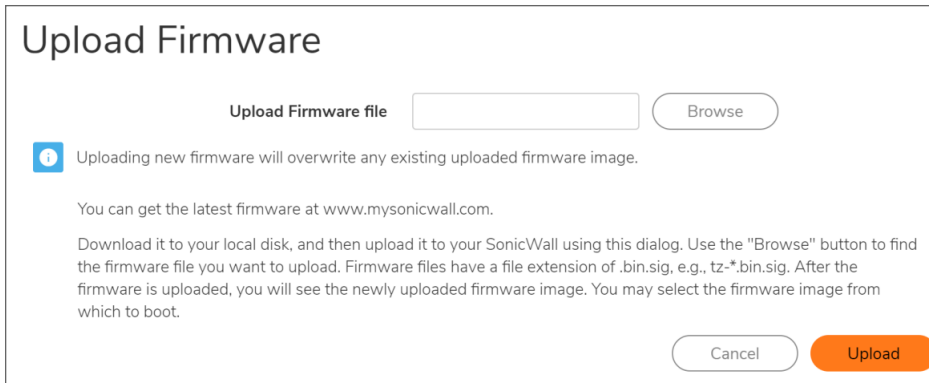 Upload Firmware
Upload Firmware file
Browse
Uploading new firmware will overwrite any existing uploaded firmware image.
You can get the latest firmware at www.mysonicwall.com.
Download it to your local disk, and then upload it to your SonicWall using this dialog. Use the "Browse" button to find
the firmware file you want to upload. Firmware files have a file extension of .bin.sig, e.g., tz-*.bin.sig. After the
firmware is uploaded, you will see the newly uploaded firmware image. You may select the firmware image from
which to boot.
Cancel
Upload